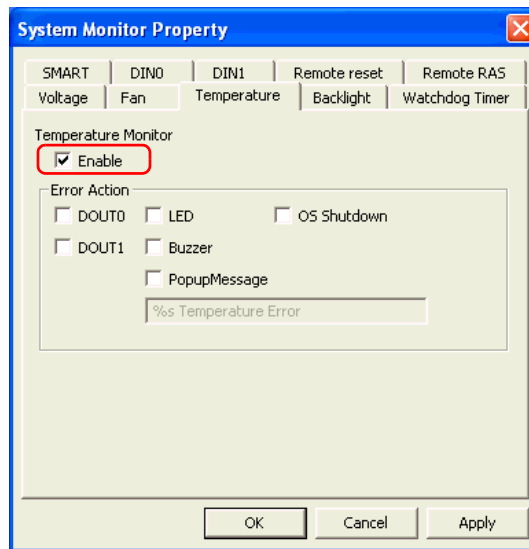 System Monitor Property
SMART DIN0 DIN1 Remote reset Remote RAS
Voltage Fan Temperature Backlight Watchdog Timer
Temperature Monitor
Enable
Error Action
DOUT0 LED OS Shutdown
DOUT1 Buzzer
PopupMessage
%s Temperature Error
OK Cancel Apply